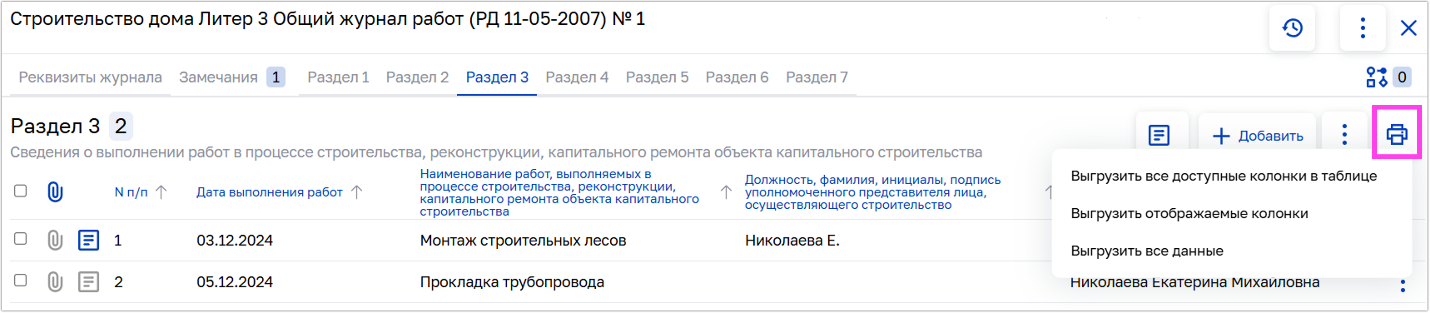 Строительство дома Литер 3 Общий журнал работ (РД 11-05-2007) № 1
Реквизиты журнала Замечания 1 Раздел 1 Раздел 2 Раздел 3 Раздел 4 Раздел 5 Раздел 6 Раздел 7 0
Раздел 3 2
+ Добавить
Сведения о выполнении работ в процессе строительства, реконструкции, капитального ремонта объекта капитального строительства
Выгрузить все доступные колонки в таблице
Выгрузить отображаемые колонки
Выгрузить все данные
N п/п
Дата выполнения работ
Наименование работ, выполняемых в
процессе строительства, реконструкции,
капитального ремонта объекта капитального
строительства
Должность, фамилия, инициалы, подпись
уполномоченного представителя лица,
осуществляющего строительство
1 03.12.2024 Монтаж строительных лесов Николаева Е.
2 05.12.2024 Прокладка трубопровода Николаева Екатерина Михайловна